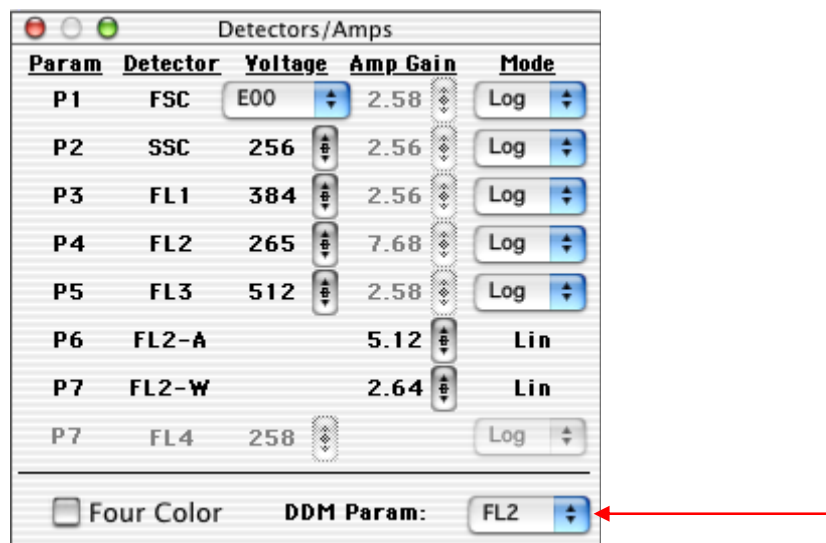 Detectors/Amps
Param Detector Voltage Amp Gain Mode
P1 FSC E00 2.58 Log
P2 SSC 256 2.56 Log
P3 FL1 384 2.56 Log
P4 FL2 265 7.68 Log
P5 FL3 512 2.58 Log
P6 FL2-A 5.12 Lin
P7 FL2-W 2.64 Lin
P7 FL4 258 Log
Four Color DDM Param: FL2